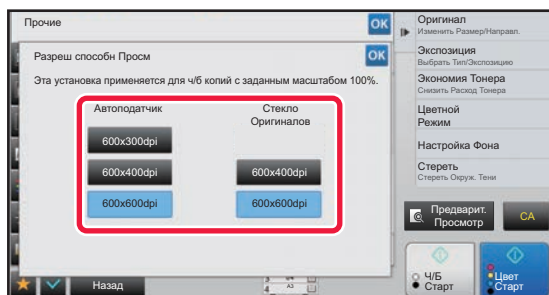 Прочие
OK
Разреш способн Просм
OK
Эта установка применяется для ч/б копий с заданным масштабом 100%.
Автоподатчик
Стекло
Оригиналов
600x300dpi
600x400dpi
600x400dpi
600x600dpi
600x600dpi
Назад
Оригинал
Изменить Размер/Направл.
Экспозиция
Выбрать Тип/Экспозицию
Экономия Тонера
Снизить Расход Тонера
Цветной
Режим
Настройка Фона
Стереть
Стереть Окруж. Тени
Предварит.
Просмотр
CA
Ч/Б
Старт
Цвет
Старт